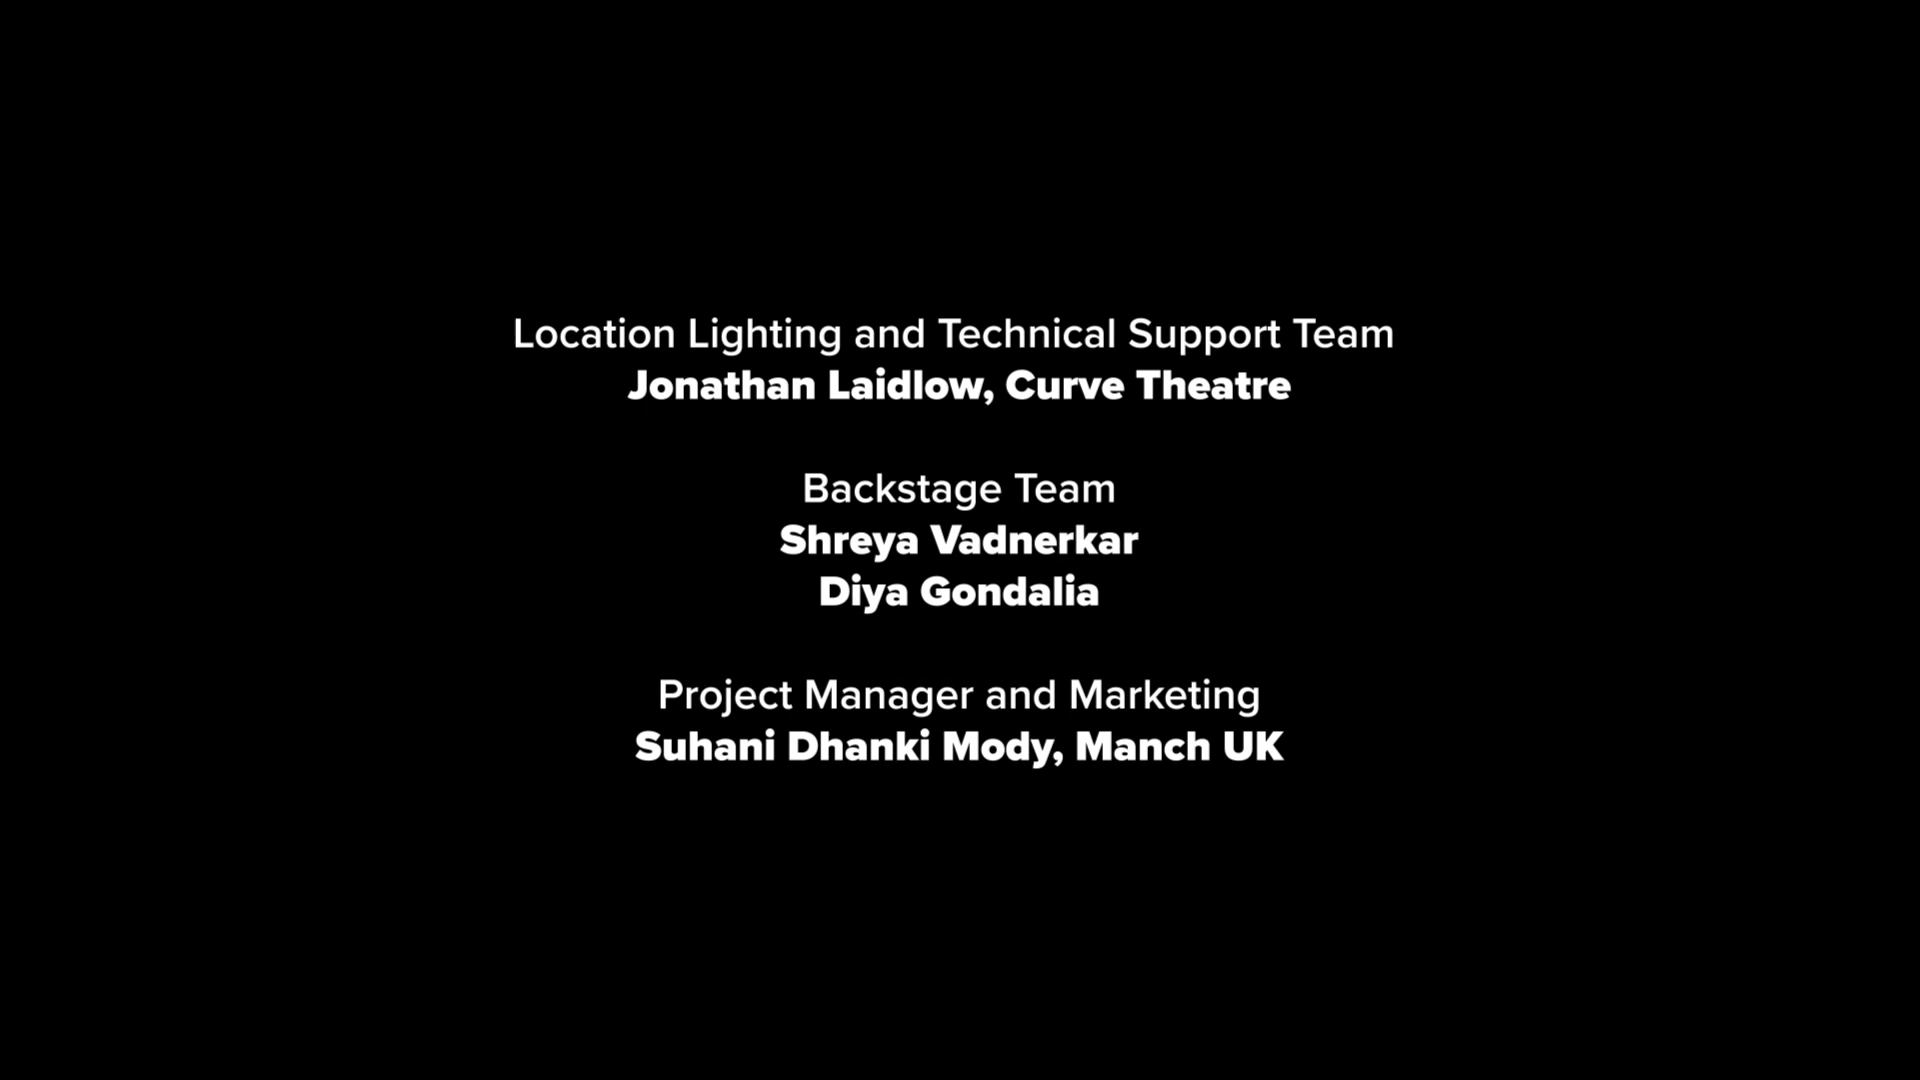 Location Lighting and Technical Support Team
Jonathan Laidlow, Curve Theatre
Backstage Team
Shreya Vadnerkar
Diya Gondalia
Project Manager and Marketing
Suhani Dhanki Mody, Manch UK